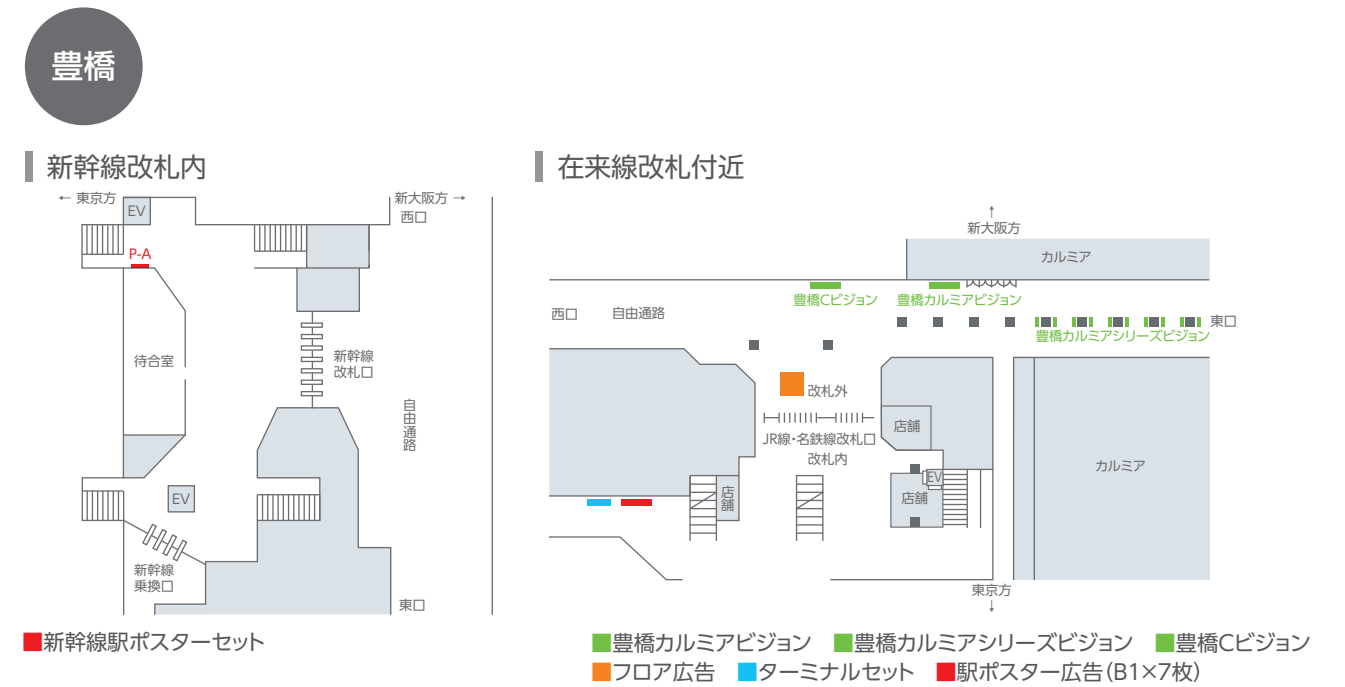 豊橋
新幹線改札内
← 東京方
EV
新大阪方 →
西口
P-A
待合室
新幹線
改札口
自由通路
EV
新幹線
乗換口
東口
■新幹線駅ポスターセット
在来線改札付近
↑
新大阪方
カルミア
豊橋Cビジョン
豊橋カルミアビジョン
西口
自由通路
東口
豊橋カルミアシリーズビジョン
改札外
JR線・名鉄線改札口
改札内
店舗
カルミア
店舗
EV
店舗
東京方
↓
■豊橋カルミアビジョン ■豊橋カルミアシリーズビジョン ■豊橋Cビジョン
■フロア広告 ■ターミナルセット ■駅ポスター広告(B1×7枚)